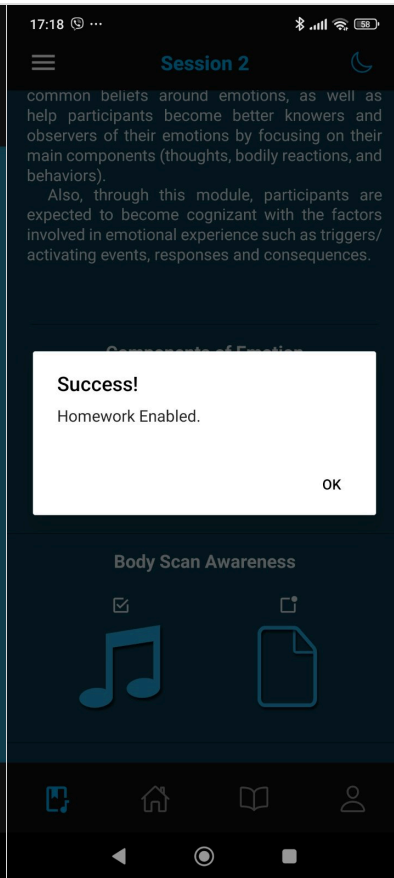 17:18
58
Session 2
common beliefs around emotions, as well as
help participants become better knowers and
observers of their emotions by focusing on their
main components (thoughts, bodily reactions, and
behaviors).
Also, through this module, participants are
expected to become cognizant with the factors
involved in emotional experience such as triggers/
activating events, responses and consequences.
Components of Emotion
Success!
Homework Enabled.
OK
Body Scan Awareness